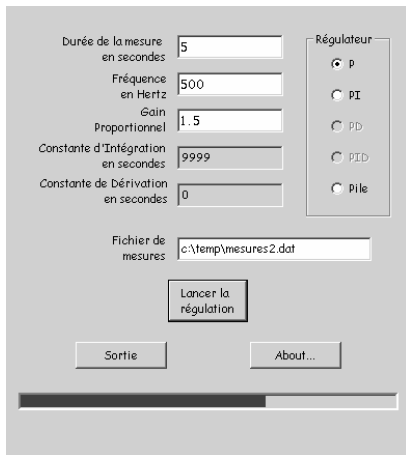 Durée de la mesure
en secondes
5
Fréquence
en Hertz
500
Gain
Proportionnel
1.5
Constante d'Intégration
en secondes
9999
Constante de Dérivation
en secondes
0
Régulateur
P
PI
PD
PID
Pile
Fichier de
mesures
c:\temp\mesures2.dat
Lancer la
régulation
Sortie
About...